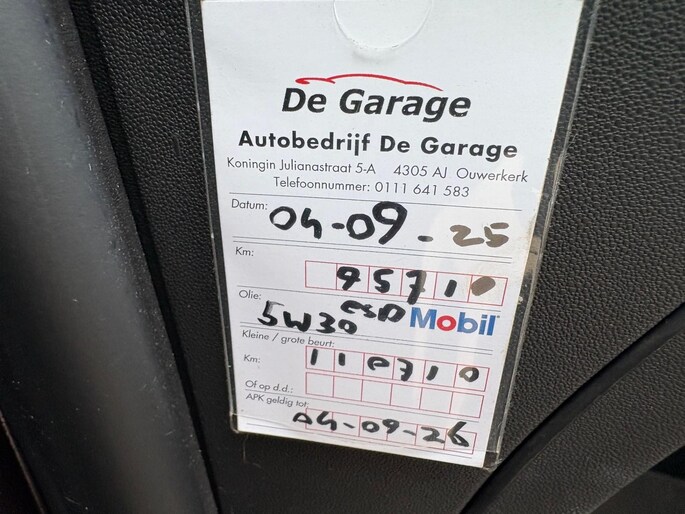 De Garage
Autobedrijf De Garage
Koningin Julianastraat 5-A 4305 AJ Ouwerkerk
Telefoonnummer: 0111 641 583
Datum: 04-09-25
Km: 95710
Olie: 5W30 ESP Mobil
Kleine / grote beurt:
Km: 110710
Of op d.d.:
APK geldig tot: 04-09-26